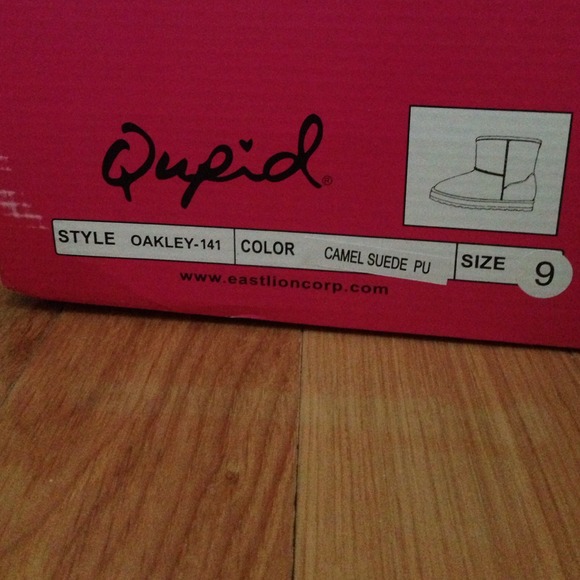 Qupid®
STYLE OAKLEY-141 COLOR CAMEL SUEDE PU SIZE 9
www.eastlioncorp.com